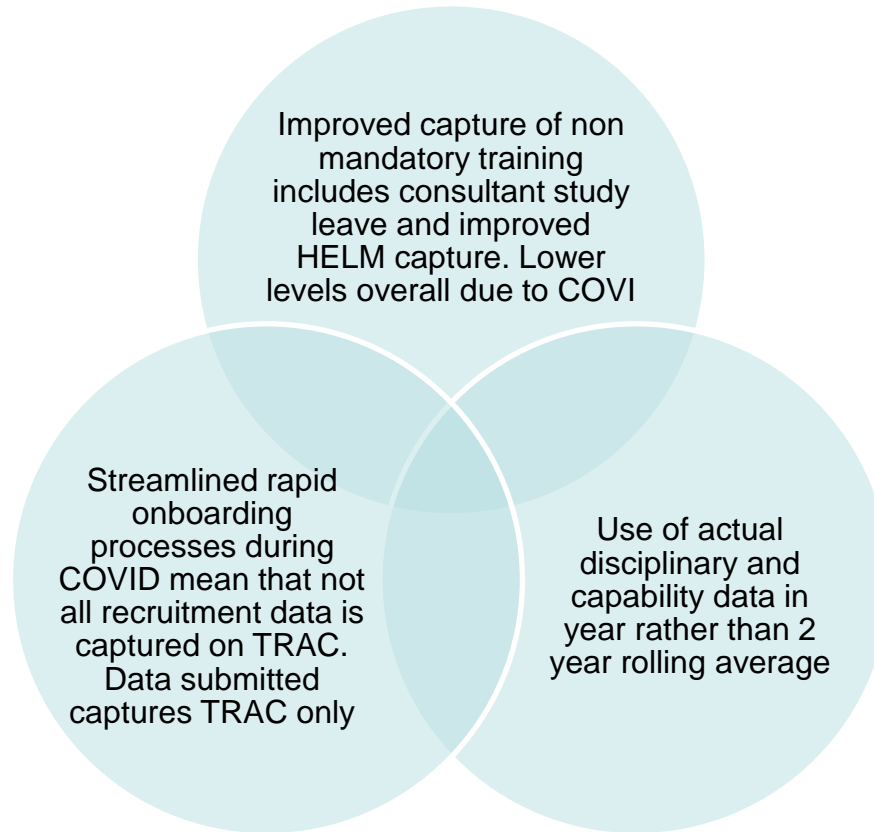 Improved capture of non
mandatory training
includes consultant study
leave and improved
HELM capture. Lower
levels overall due to COVI
Streamlined rapid
onboarding
processes during
COVID mean that not
all recruitment data is
captured on TRAC.
Data submitted
captures TRAC only
Use of actual
disciplinary and
capability data in
year rather than 2
year rolling average